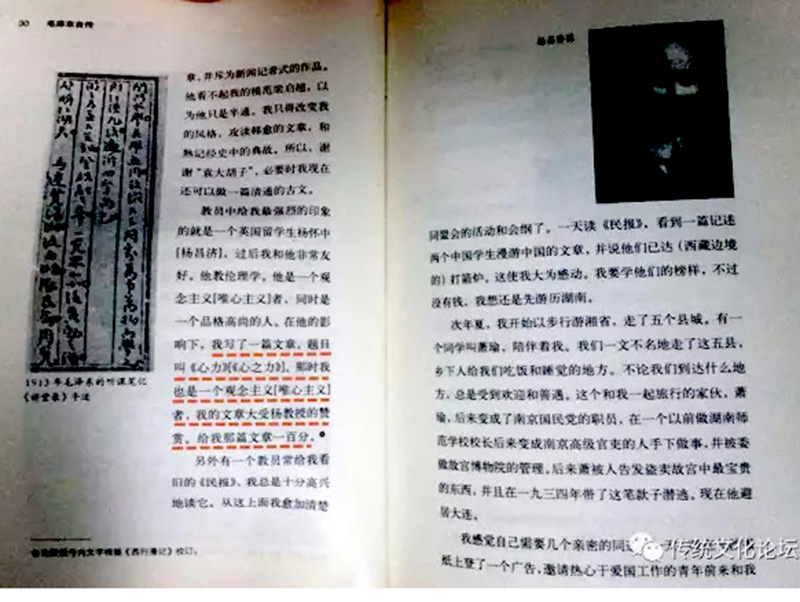 30 毛泽东自传
章，并斥为新闻记者式的作品。
他看不起我的模范梁启超，以
为他只是半通。我只得改变我
的风格，攻读韩愈的文章，和
熟记经史中的典故。所以，谢
谢“袁大胡子”，必要时我现在
还可以做一篇清通的古文。
教员中给我最强烈的印象
的就是一个英国留学生杨怀中
[杨昌济]，过后我和他非常友
好。他教伦理学。他是一个观
念主义[唯心主义]者，同时是
一个品格高尚的人。在他的影
响下，我写了一篇文章，题目
叫《心力》[《心之力》]。那时我
也是一个观念主义[唯心主义]
者，我的文章大受杨教授的赞
赏。给我那篇文章一百分。
另外有一个教员常给我看
旧的《民报》，我总是十分高兴
地读它。从这上面我愈加清楚
1913年毛泽东的听课笔记
《讲堂录》手迹
内文字根据《西行漫记》校订。
同盟会的活动和会纲了。一天读《民报》，看到一篇记述
两个中国学生漫游中国的文章，并说他们已达（西藏边境
的）打箭炉。这使我大为感动。我要学他们的榜样，不过
没有钱，我想还是先游历湖南。
次年夏，我开始以步行游湘省，走了五个县城。有一
个同学叫萧瑜，陪伴着我。我们一文不名地走了这五县，
乡下人给我们吃饭和睡觉的地方。不论我们到达什么地
方，总是受到欢迎和善遇。这个和我一起旅行的家伙，萧
瑜，后来变成了南京国民党的职员，在一个以前做湖南师
范学校校长后来变成南京高级官吏的人手下做事，并被委
做故宫博物院的管理。后来萧被人告发盗卖故宫中最宝贵
的东西，并且在一九三四年带了这笔款子潜逃。现在他避
居大连。
我感觉自己需要几个亲密的同
纸上登了一个广告，邀请热心于爱国工作的青年前来和我
传统文化论坛